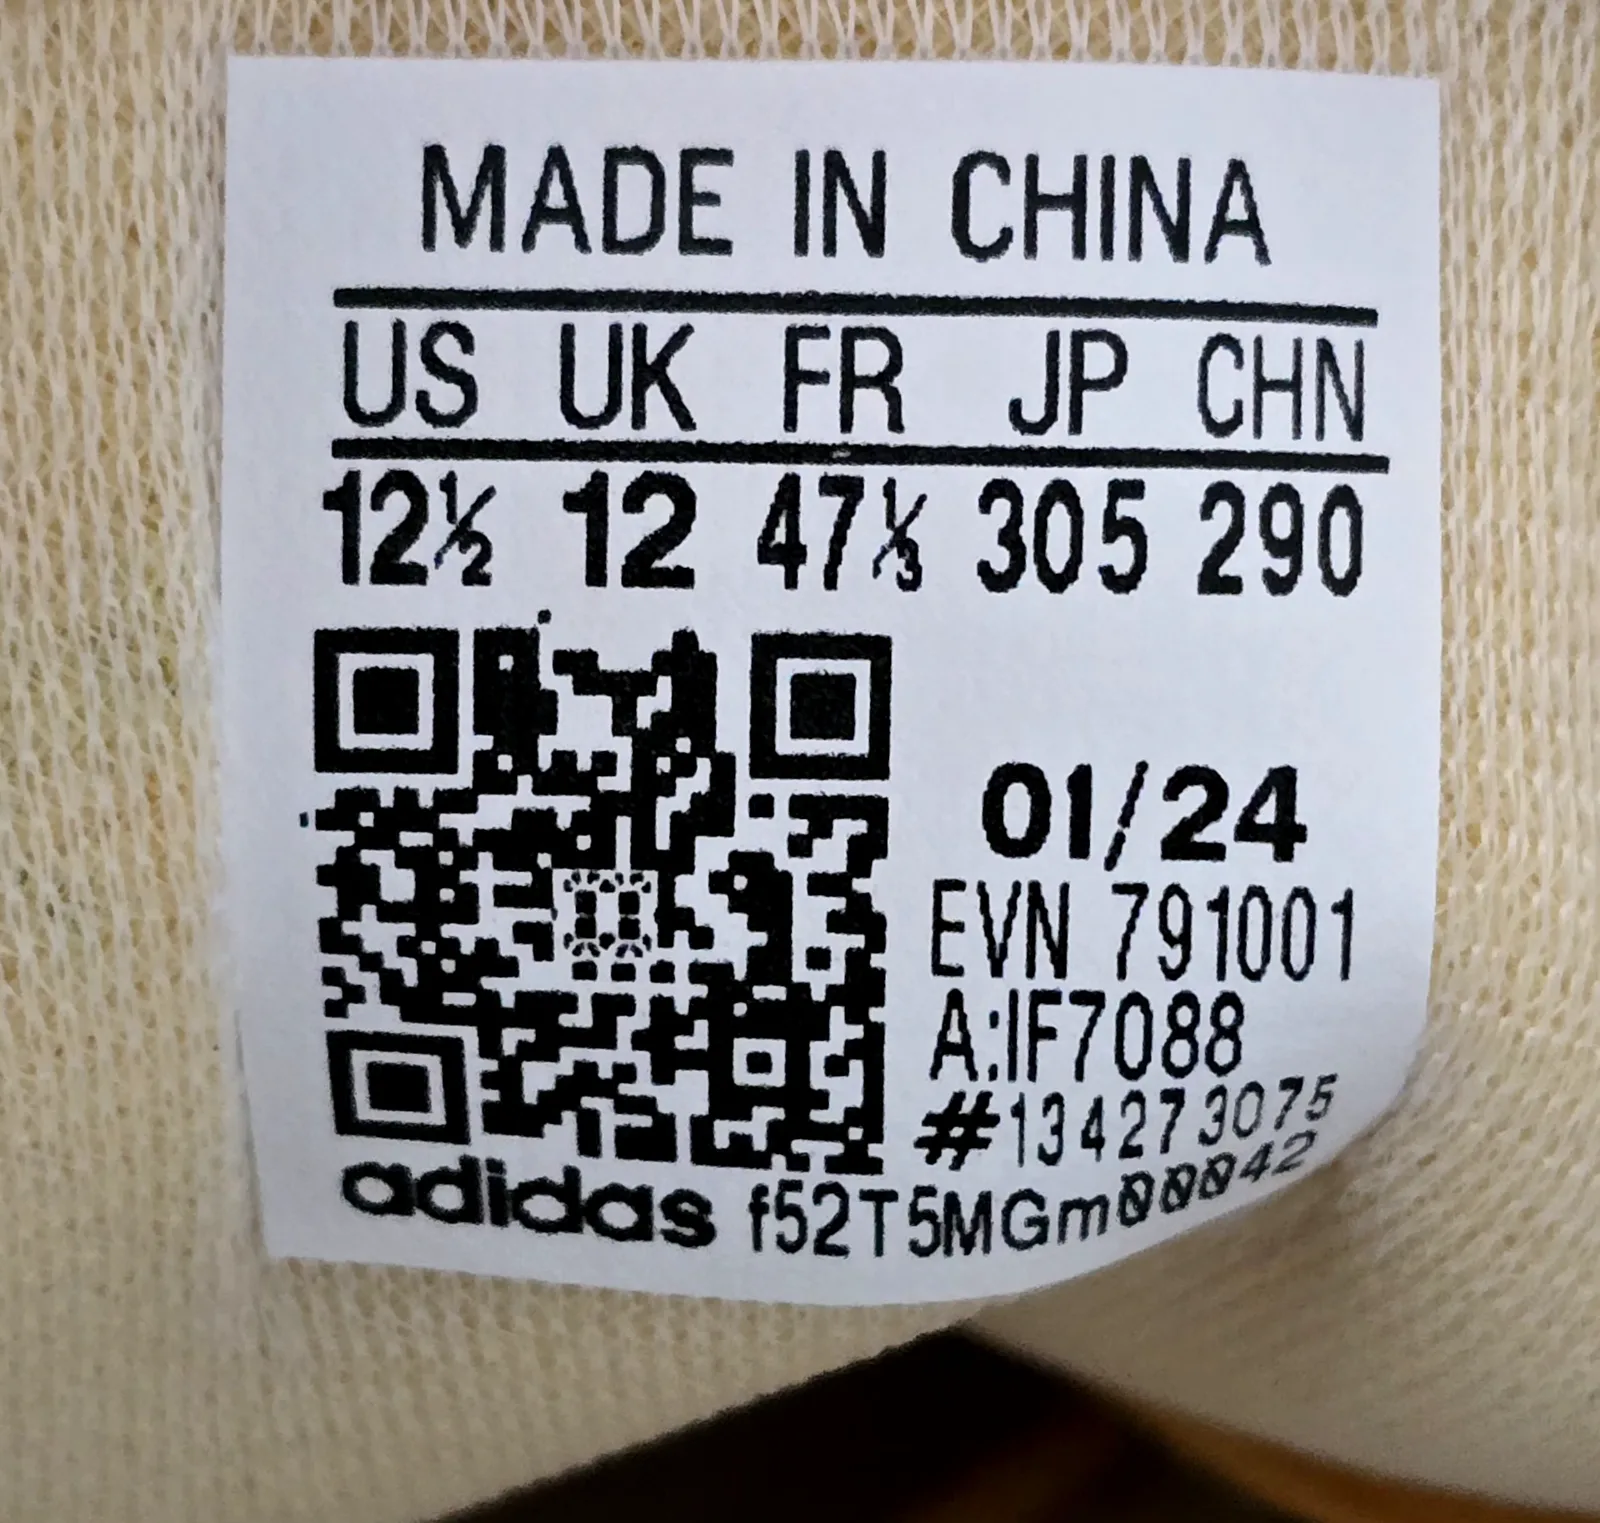 MADE IN CHINA
US UK FR JP CHN
12½ 12 47⅓ 305 290
01/24
EVN 791001
A:IF7088
#134273075
adidas f52T5MGm00042